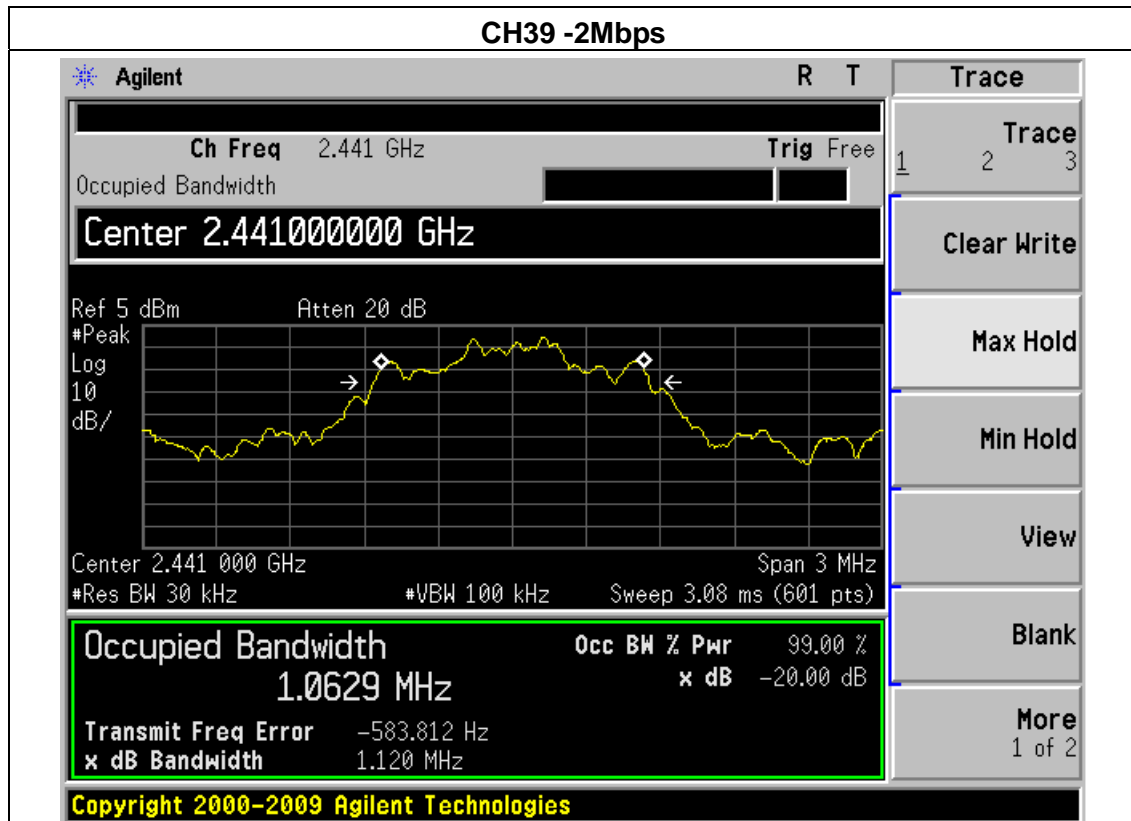 CH39 -2Mbps
Agilent R T Trace
Ch Freq 2.441 GHz Trig Free
Occupied Bandwidth
Trace
1 2 3
Center 2.441000000 GHz
Clear Write
Ref 5 dBm Atten 20 dB
#Peak
Log
10
dB/
Max Hold
Min Hold
View
Center 2.441 000 GHz Span 3 MHz
#Res BW 30 kHz #VBW 100 kHz Sweep 3.08 ms (601 pts)
Occupied Bandwidth Occ BW % Pwr 99.00 %
1.0629 MHz x dB -20.00 dB
Blank
Transmit Freq Error -583.812 Hz
x dB Bandwidth 1.120 MHz
More
1 of 2
Copyright 2000-2009 Agilent Technologies